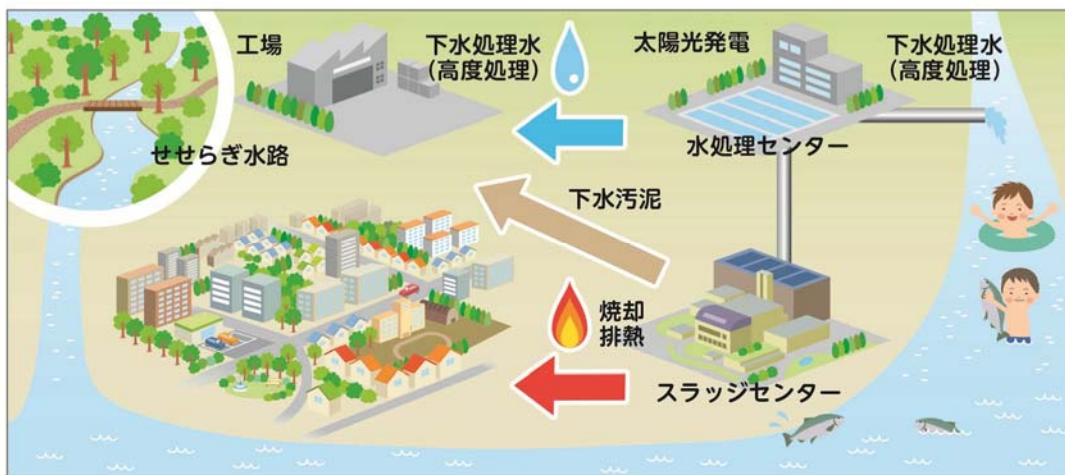 工場
下水処理水
(高度処理)
太陽光発電
下水処理水
(高度処理)
せせらぎ水路
水処理センター
下水汚泥
焼却
排熱
スラッジセンター